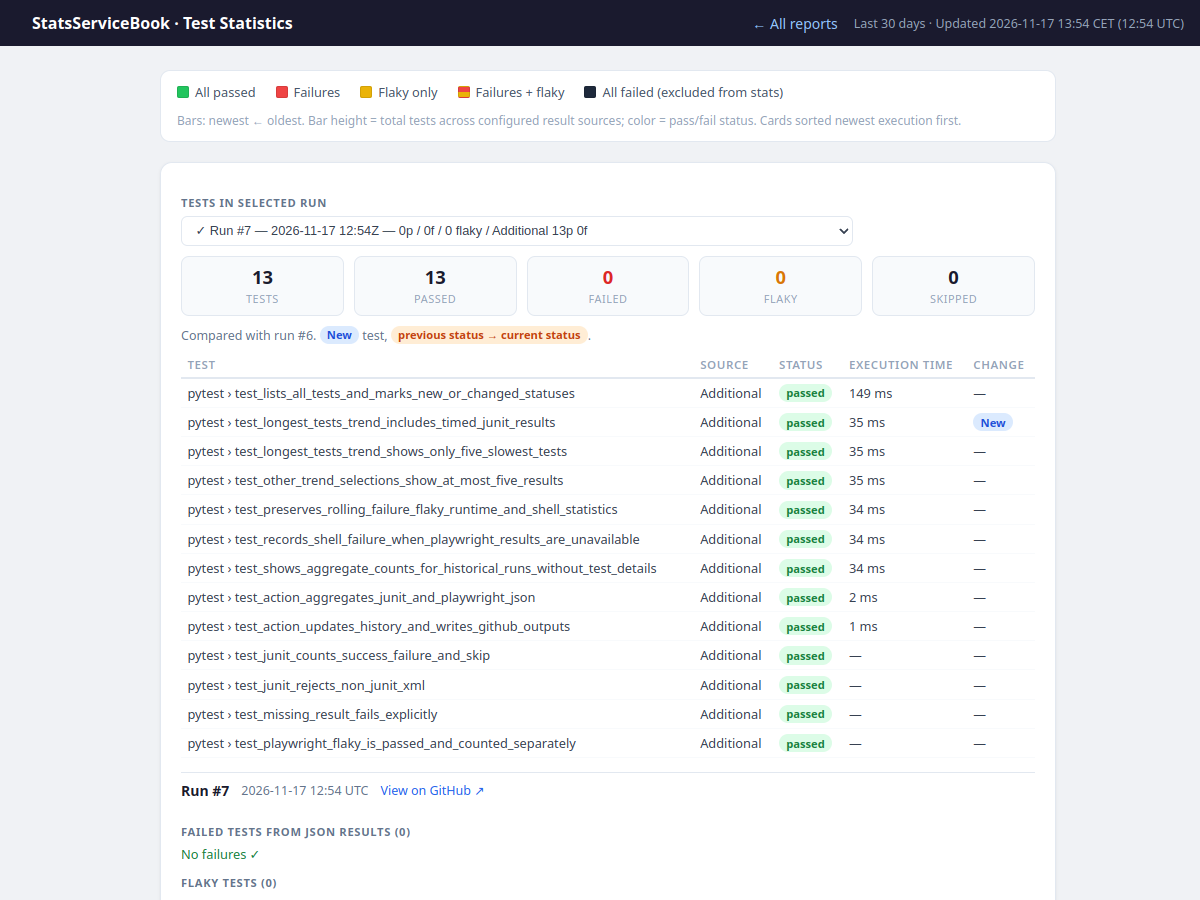 StatsServiceBook · Test Statistics
← All reports Last 30 days · Updated 2026-11-17 13:54 CET (12:54 UTC)
All passed Failures Flaky only Failures + flaky All failed (excluded from stats)
Bars: newest ← oldest. Bar height = total tests across configured result sources; color = pass/fail status. Cards sorted newest execution first.
TESTS IN SELECTED RUN
✓ Run #7 — 2026-11-17 12:54Z — 0p / 0f / 0 flaky / Additional 13p 0f
13 13 0 0 0
TESTS PASSED FAILED FLAKY SKIPPED
Compared with run #6. New test, previous status → current status .
TEST SOURCE STATUS EXECUTION TIME CHANGE
pytest › test_lists_all_tests_and_marks_new_or_changed_statuses Additional passed 149 ms —
pytest › test_longest_tests_trend_includes_timed_junit_results Additional passed 35 ms New
pytest › test_longest_tests_trend_shows_only_five_slowest_tests Additional passed 35 ms —
pytest › test_other_trend_selections_show_at_most_five_results Additional passed 35 ms —
pytest › test_preserves_rolling_failure_flaky_runtime_and_shell_statistics Additional passed 34 ms —
pytest › test_records_shell_failure_when_playwright_results_are_unavailable Additional passed 34 ms —
pytest › test_shows_aggregate_counts_for_historical_runs_without_test_details Additional passed 34 ms —
pytest › test_action_aggregates_junit_and_playwright_json Additional passed 2 ms —
pytest › test_action_updates_history_and_writes_github_outputs Additional passed 1 ms —
pytest › test_junit_counts_success_failure_and_skip Additional passed — —
pytest › test_junit_rejects_non_junit_xml Additional passed — —
pytest › test_missing_result_fails_explicitly Additional passed — —
pytest › test_playwright_flaky_is_passed_and_counted_separately Additional passed — —
Run #7 2026-11-17 12:54 UTC View on GitHub ↗
FAILED TESTS FROM JSON RESULTS (0)
No failures ✓
FLAKY TESTS (0)